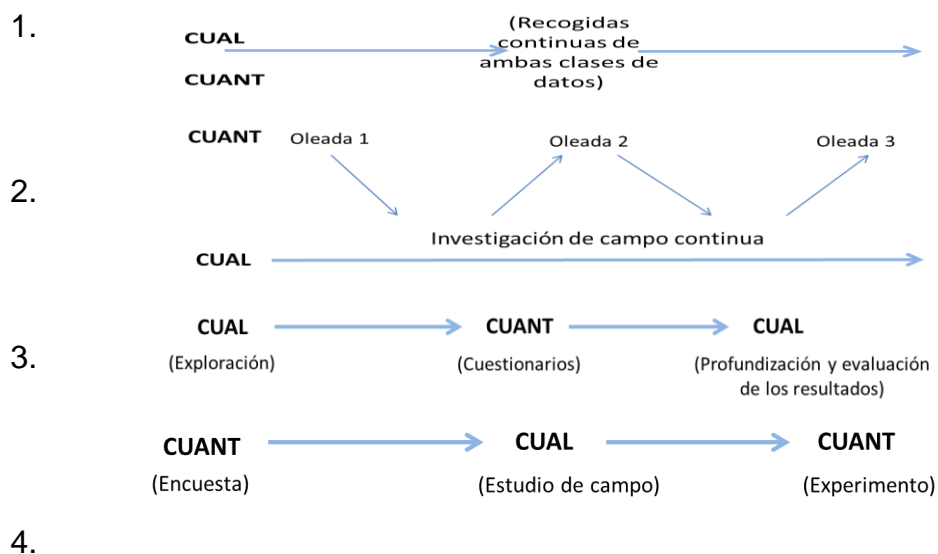 1.
(Recogidas
CUAL continuas de
ambas clases de
CUANT datos)
CUANT Oleada 1 Oleada 2 Oleada 3
2.
Investigación de campo continua
CUAL
CUAL CUANT CUAL
3.
(Exploración) (Cuestionarios) (Profundización y evaluación
de los resultados)
CUANT CUAL CUANT
(Encuesta) (Estudio de campo) (Experimento)
4.